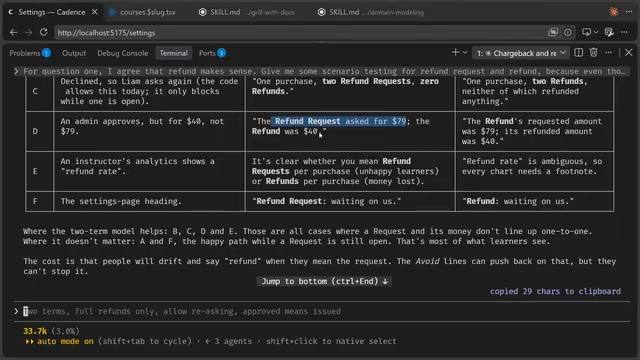 Settings — Cadence
courses.$slug.tsx
SKILL.md …/grill-with-docs
SKILL.md …/domain-modeling
http://localhost:5175/settings
Problems 1 Output Debug Console Terminal Ports 1
1: ✳ Chargeback and re
> For question one, I agree that refund makes sense. Give me some scenario testing for refund request and refund, because even tho…
C
Declined, so Liam asks again (the code allows this today; it only blocks while one is open).
"One purchase, two Refund Requests, zero Refunds."
"One purchase, two Refunds, neither of which refunded anything."
D
An admin approves, but for $40, not $79.
"The Refund Request asked for $79; the Refund was $40."
"The Refund's requested amount was $79; its refunded amount was $40."
E
An instructor's analytics shows a "refund rate".
It's clear whether you mean Refund Requests per purchase (unhappy learners) or Refunds per purchase (money lost).
"Refund rate" is ambiguous, so every chart needs a footnote.
F
The settings-page heading.
"Refund Request: waiting on us."
"Refund: waiting on us."
Where the two-term model helps: B, C, D and E. Those are all cases where a Request and its money don't line up one-to-one.
Where it doesn't matter: A and F, the happy path while a Request is still open. That's most of what learners see.
The cost is that people will drift and say "refund" when they mean the request. The Avoid lines can push back on that, but they
can't stop it.
Jump to bottom (ctrl+End) ↓
copied 29 chars to clipboard
> Two terms, full refunds only, allow re-asking, approved means issued
33.7k (3.0%)
⏵⏵ auto mode on (shift+tab to cycle) · ← 3 agents · shift+click to native select